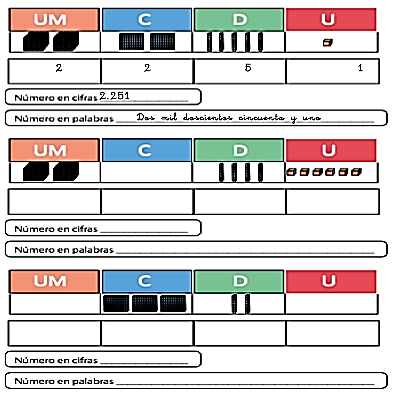 UM C D U
2 2 5 1
Número en cifras 2.251
Número en palabras Dos mil doscientos cincuenta y uno
UM C D U
Número en cifras
Número en palabras
UM C D U
Número en cifras
Número en palabras